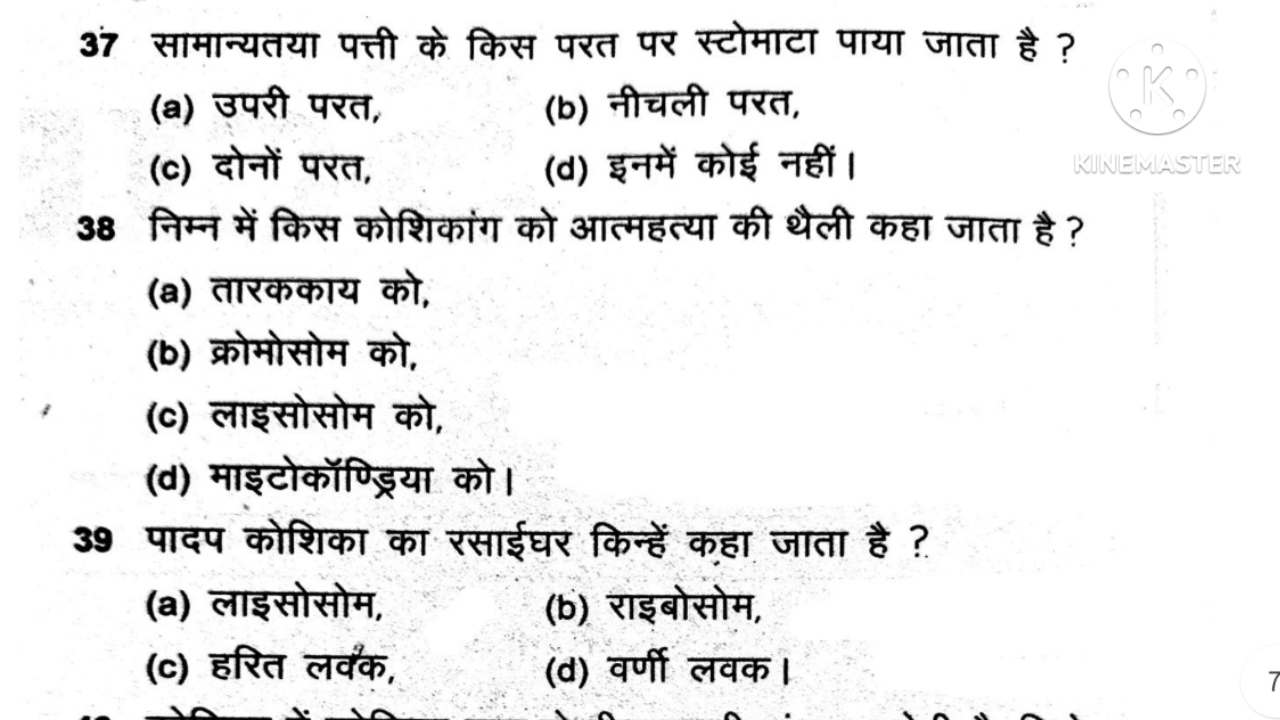 37 सामान्यतया पत्ती के किस परत पर स्टोमाटा पाया जाता है ?
(a) उपरी परत, (b) नीचली परत,
(c) दोनों परत, (d) इनमें कोई नहीं।
KINEMASTER
38 निम्न में किस कोशिकांग को आत्महत्या की थैली कहा जाता है ?
(a) तारककाय को,
(b) क्रोमोसोम को,
(c) लाइसोसोम को,
(d) माइटोकॉण्ड्रिया को।
39 पादप कोशिका का रसाईघर किन्हें कहा जाता है ?
(a) लाइसोसोम, (b) राइबोसोम,
(c) हरित लवक, (d) वर्णी लवक।
7